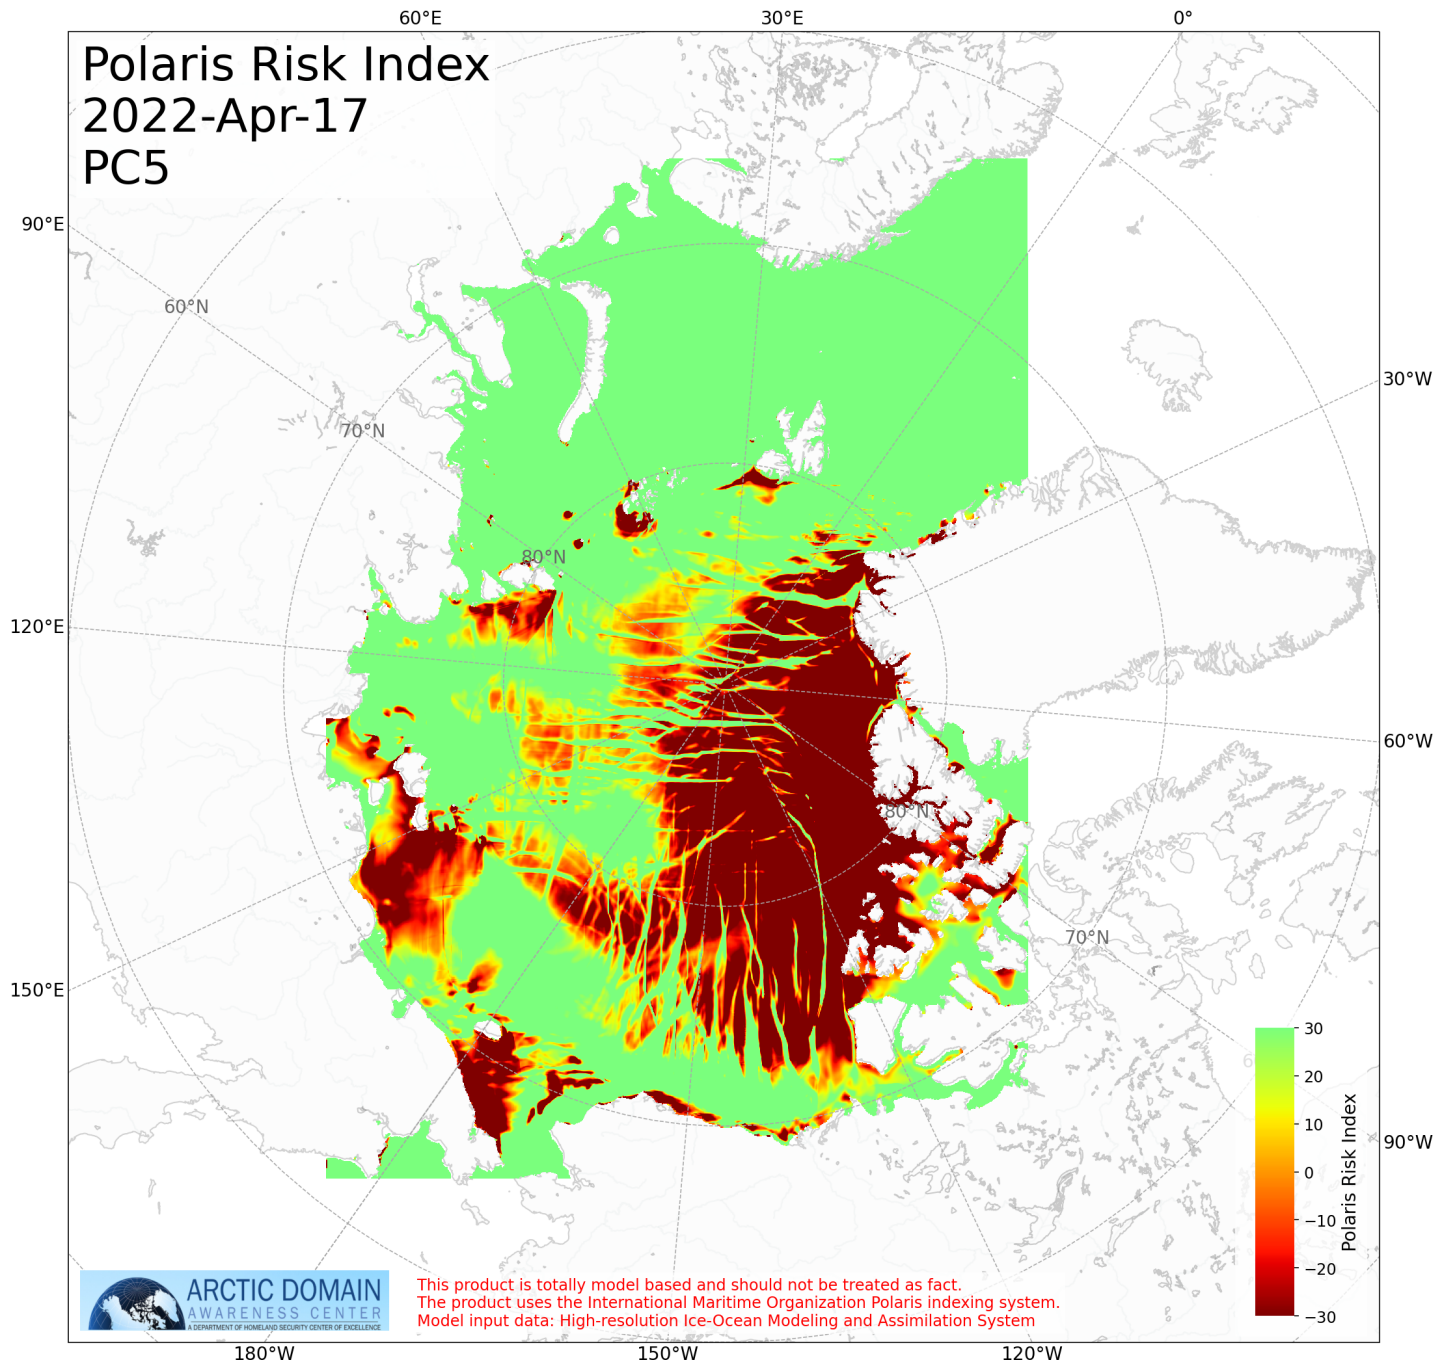 60°E
30°E
0°
Polaris Risk Index
2022-Apr-17
PC5
90°E
60°N
30°W
70°N
80°N
120°E
60°W
80°N
70°N
150°E
30
20
10
0
−10
−20
−30
Polaris Risk Index
90°W
ARCTIC DOMAIN
AWARENESS CENTER
A DEPARTMENT OF HOMELAND SECURITY CENTER OF EXCELLENCE
This product is totally model based and should not be treated as fact.
The product uses the International Maritime Organization Polaris indexing system.
Model input data: High-resolution Ice-Ocean Modeling and Assimilation System
180°W
150°W
120°W